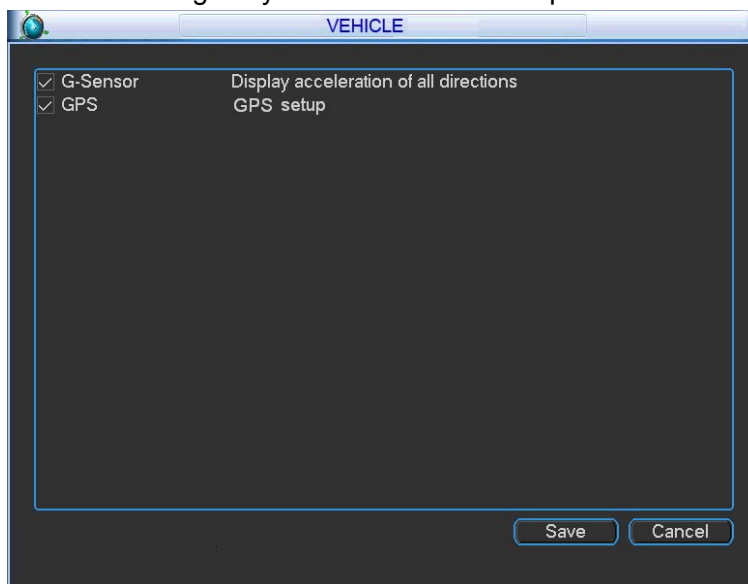 VEHICLE
G-Sensor Display acceleration of all directions
GPS GPS setup
Save Cancel